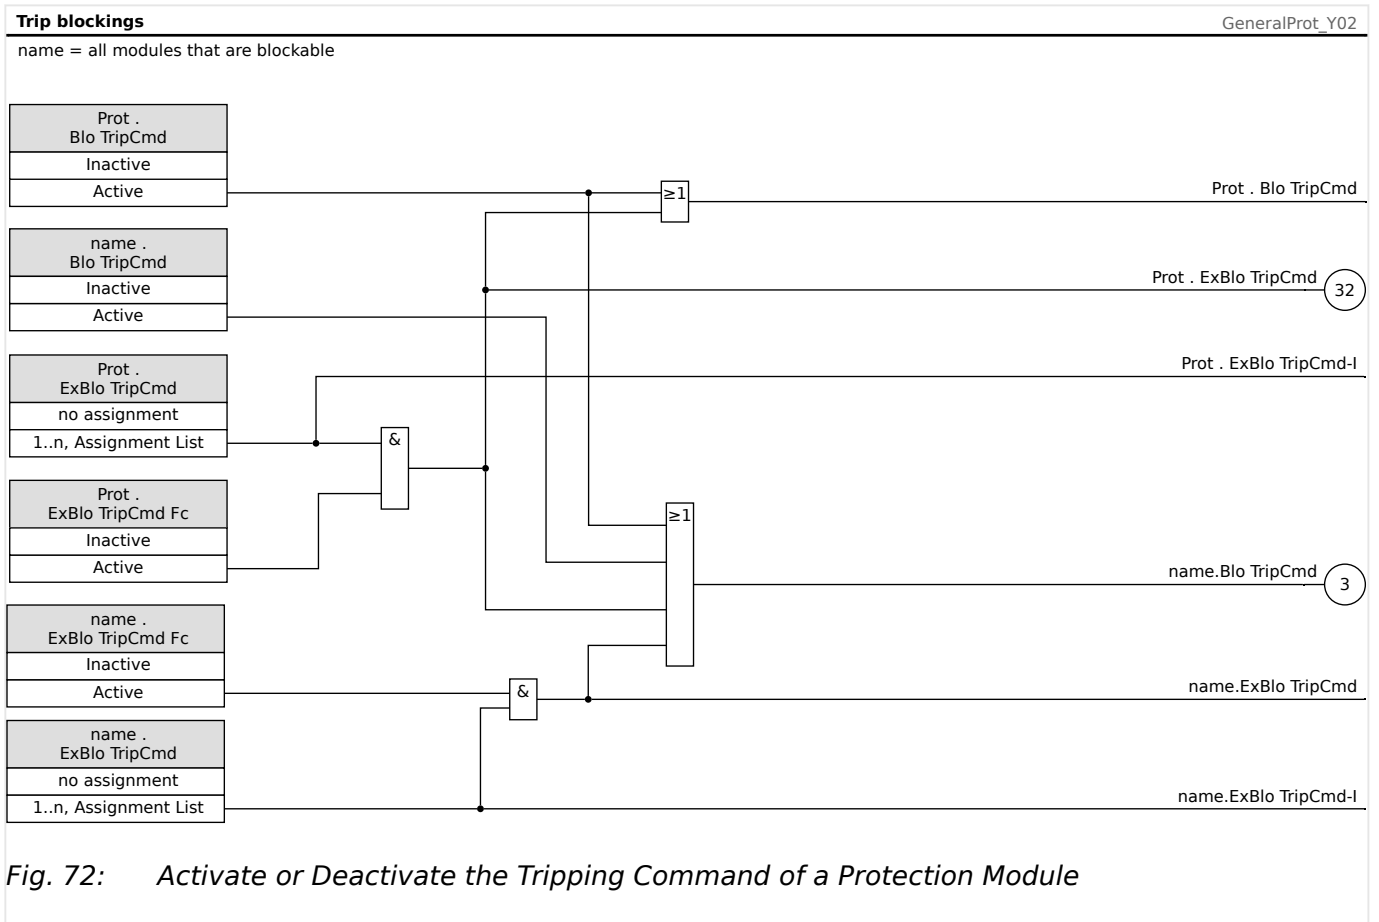 Trip blockings
GeneralProt_Y02
name = all modules that are blockable
Prot .
Blo TripCmd
Inactive
Active
≥1
Prot . Blo TripCmd
name .
Blo TripCmd
Inactive
Active
Prot . ExBlo TripCmd
32
Prot .
ExBlo TripCmd
no assignment
1..n, Assignment List
Prot . ExBlo TripCmd-I
&
Prot .
ExBlo TripCmd Fc
Inactive
Active
≥1
name.Blo TripCmd
3
name .
ExBlo TripCmd Fc
Inactive
Active
&
name.ExBlo TripCmd
name .
ExBlo TripCmd
no assignment
1..n, Assignment List
name.ExBlo TripCmd-I
Fig. 72: Activate or Deactivate the Tripping Command of a Protection Module